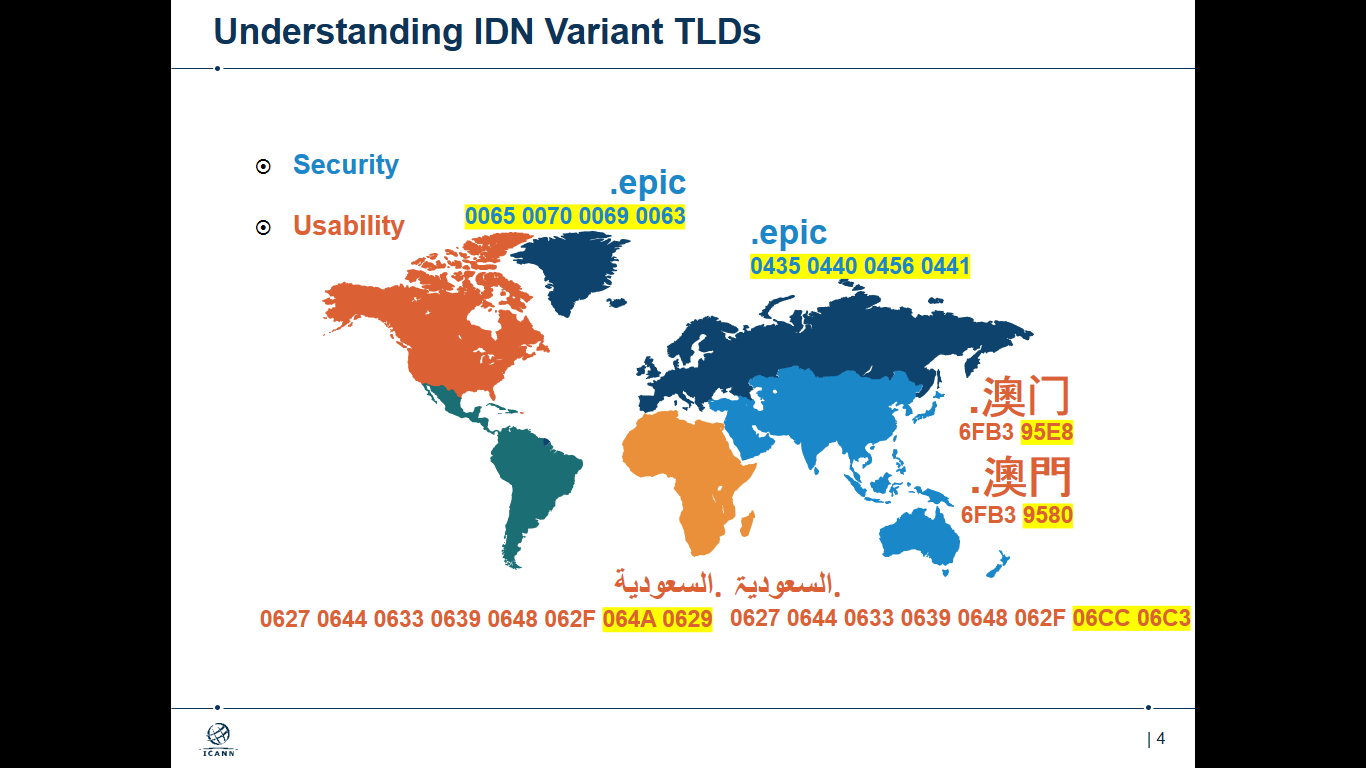 Understanding IDN Variant TLDs
Security
Usability
.epic
0065 0070 0069 0063
.еріс
0435 0440 0456 0441
.澳门
6FB3 95E8
.澳門
6FB3 9580
.السعودية .السعودیۃ
0627 0644 0633 0639 0648 062F 064A 0629
0627 0644 0633 0639 0648 062F 06CC 06C3
ICANN
| 4